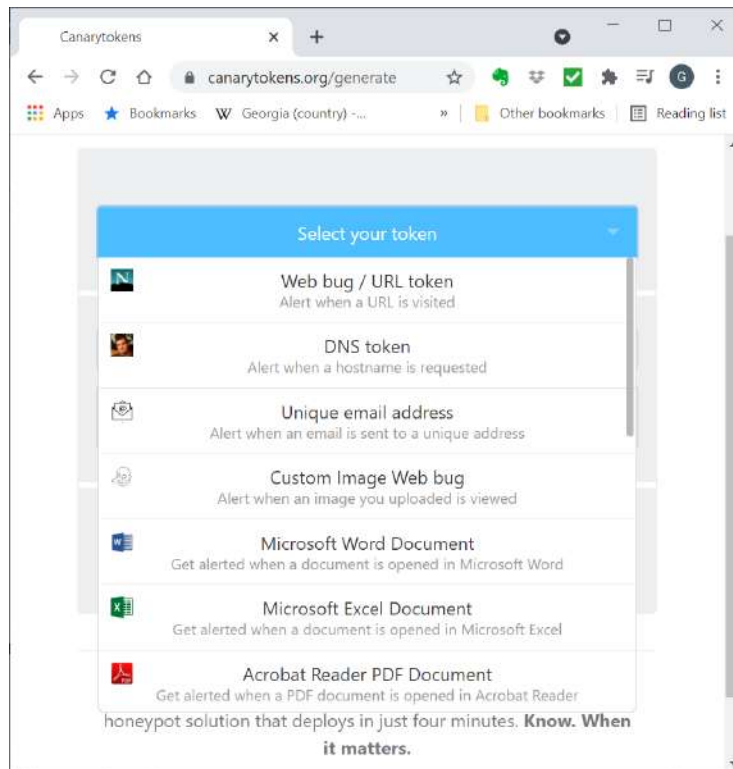 Canarytokens
canarytokens.org/generate
G
Apps Bookmarks W Georgia (country) -... » Other bookmarks Reading list
Select your token
N
Web bug / URL token
Alert when a URL is visited
DNS token
Alert when a hostname is requested
Unique email address
Alert when an email is sent to a unique address
Custom Image Web bug
Alert when an image you uploaded is viewed
Microsoft Word Document
Get alerted when a document is opened in Microsoft Word
Microsoft Excel Document
Get alerted when a document is opened in Microsoft Excel
Acrobat Reader PDF Document
Get alerted when a PDF document is opened in Acrobat Reader
honeypot solution that deploys in just four minutes. Know. When
it matters.